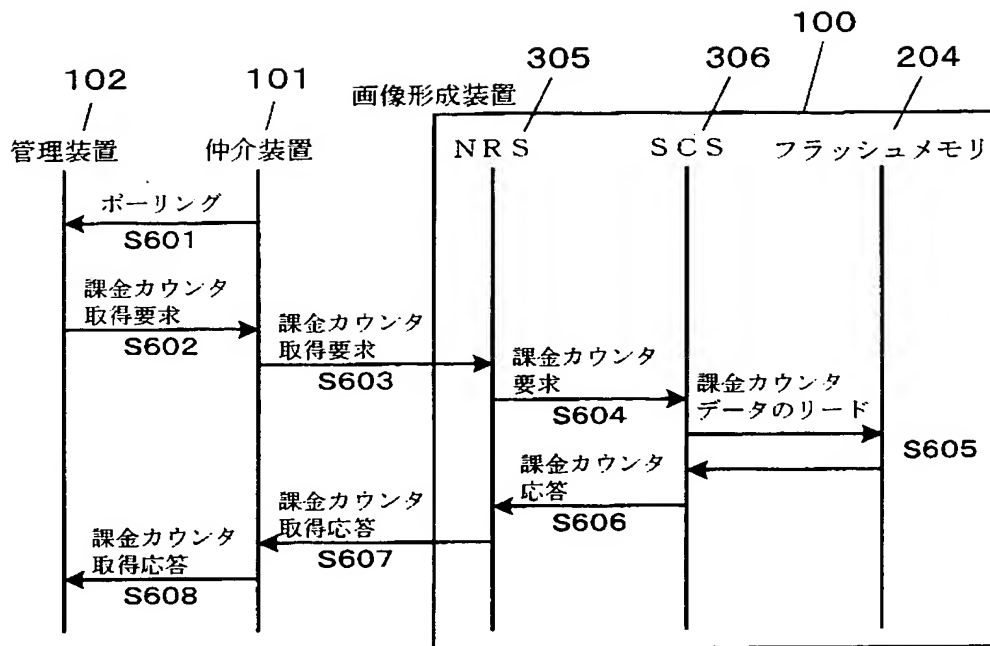 100
102
101
305
306
204
画像形成装置
管理装置
仲介装置
NRS
SCS
フラッシュメモリ
ポーリング
S601
課金カウンタ
取得要求
S602
課金カウンタ
取得要求
S603
課金カウンタ
要求
S604
課金カウンタ
データのリード
S605
課金カウンタ
応答
S606
課金カウンタ
取得応答
S607
課金カウンタ
取得応答
S608